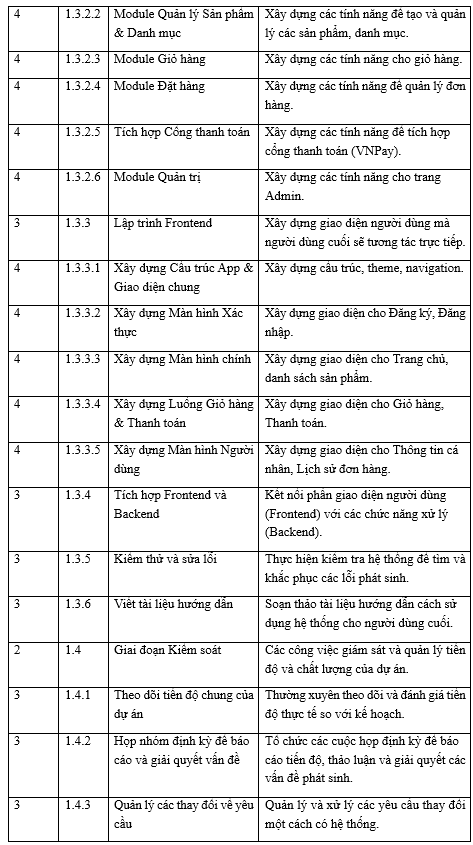 4 1.3.2.2 Module Quản lý Sản phẩm Xây dựng các tính năng để tạo và quản
& Danh mục lý các sản phẩm, danh mục.
4 1.3.2.3 Module Giỏ hàng Xây dựng các tính năng cho giỏ hàng.
4 1.3.2.4 Module Đặt hàng Xây dựng các tính năng để quản lý đơn
hàng.
4 1.3.2.5 Tích hợp Cổng thanh toán Xây dựng các tính năng để tích hợp
cổng thanh toán (VNPay).
4 1.3.2.6 Module Quản trị Xây dựng các tính năng cho trang
Admin.
3 1.3.3 Lập trình Frontend Xây dựng giao diện người dùng mà
người dùng cuối sẽ tương tác trực tiếp.
4 1.3.3.1 Xây dựng Cấu trúc App & Xây dựng cấu trúc, theme, navigation.
Giao diện chung
4 1.3.3.2 Xây dựng Màn hình Xác Xây dựng giao diện cho Đăng ký, Đăng
thực nhập.
4 1.3.3.3 Xây dựng Màn hình chính Xây dựng giao diện cho Trang chủ,
danh sách sản phẩm.
4 1.3.3.4 Xây dựng Luồng Giỏ hàng Xây dựng giao diện cho Giỏ hàng,
& Thanh toán Thanh toán.
4 1.3.3.5 Xây dựng Màn hình Người Xây dựng giao diện cho Thông tin cá
dùng nhân, Lịch sử đơn hàng.
3 1.3.4 Tích hợp Frontend và Kết nối phần giao diện người dùng
Backend (Frontend) với các chức năng xử lý
(Backend).
3 1.3.5 Kiểm thử và sửa lỗi Thực hiện kiểm tra hệ thống để tìm và
khắc phục các lỗi phát sinh.
3 1.3.6 Viết tài liệu hướng dẫn Soạn thảo tài liệu hướng dẫn cách sử
dụng hệ thống cho người dùng cuối.
2 1.4 Giai đoạn Kiểm soát Các công việc giám sát và quản lý tiến
độ và chất lượng của dự án.
3 1.4.1 Theo dõi tiến độ chung của Thường xuyên theo dõi và đánh giá tiến
dự án độ thực tế so với kế hoạch.
3 1.4.2 Họp nhóm định kỳ để báo Tổ chức các cuộc họp định kỳ để báo
cáo và giải quyết vấn đề cáo tiến độ, thảo luận và giải quyết các
vấn đề phát sinh.
3 1.4.3 Quản lý các thay đổi về yêu Quản lý và xử lý các yêu cầu thay đổi
cầu một cách có hệ thống.